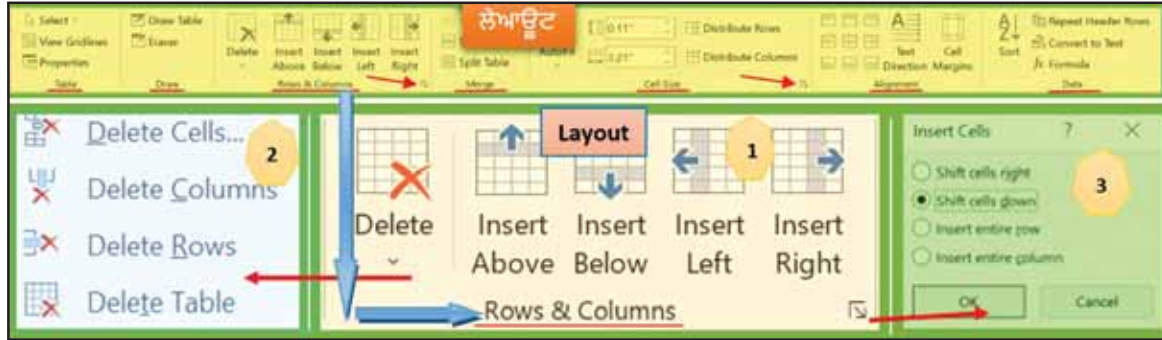 Select
View Gridlines
Properties
Table
Draw Table
Eraser
Draw
Delete
Insert Above
Insert Below
Insert Left
Insert Right
Rows & Columns
ਲੇਆਊਟ
Split Table
Merge
0.11"
0.21"
Distribute Rows
Distribute Columns
Cell Size
Text Direction
Cell Margins
Alignment
Sort
Repeat Header Rows
Convert to Text
Formula
Data
Delete Cells...
2
Delete Columns
Delete Rows
Delete Table
Layout
1
Delete
Insert Above
Insert Below
Insert Left
Insert Right
Rows & Columns
Insert Cells ? ×
Shift cells right
3
Shift cells down
Insert entire row
Insert entire column
OK
Cancel